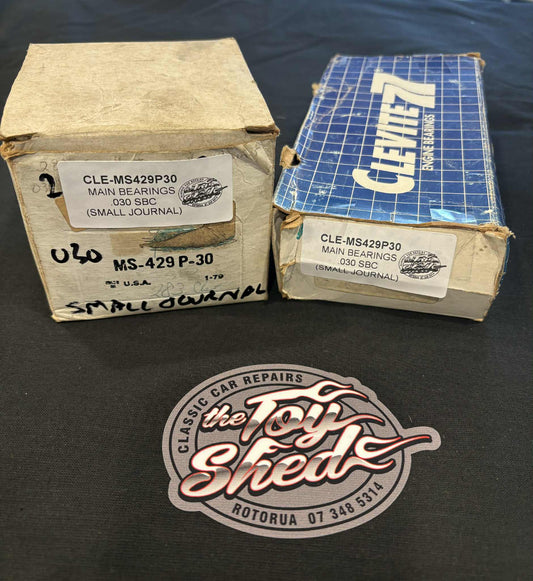 CLE-MS429P30
MAIN BEARINGS
.030 SBC
(SMALL JOURNAL)
030
MS-429 P-30
U.S.A.
1-79
SMALL JOURNAL
CLEVITE 77
ENGINE BEARINGS
CLE-MS429P30
MAIN BEARINGS
.030 SBC
(SMALL JOURNAL)
CLASSIC CAR REPAIRS
the Toy
Shed
ROTORUA 07 348 5314